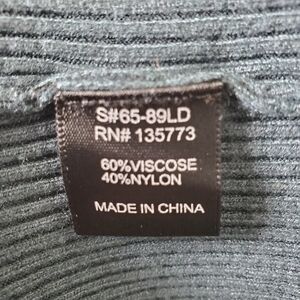 S#65-89LD
RN# 135773
60%VISCOSE
40%NYLON
MADE IN CHINA